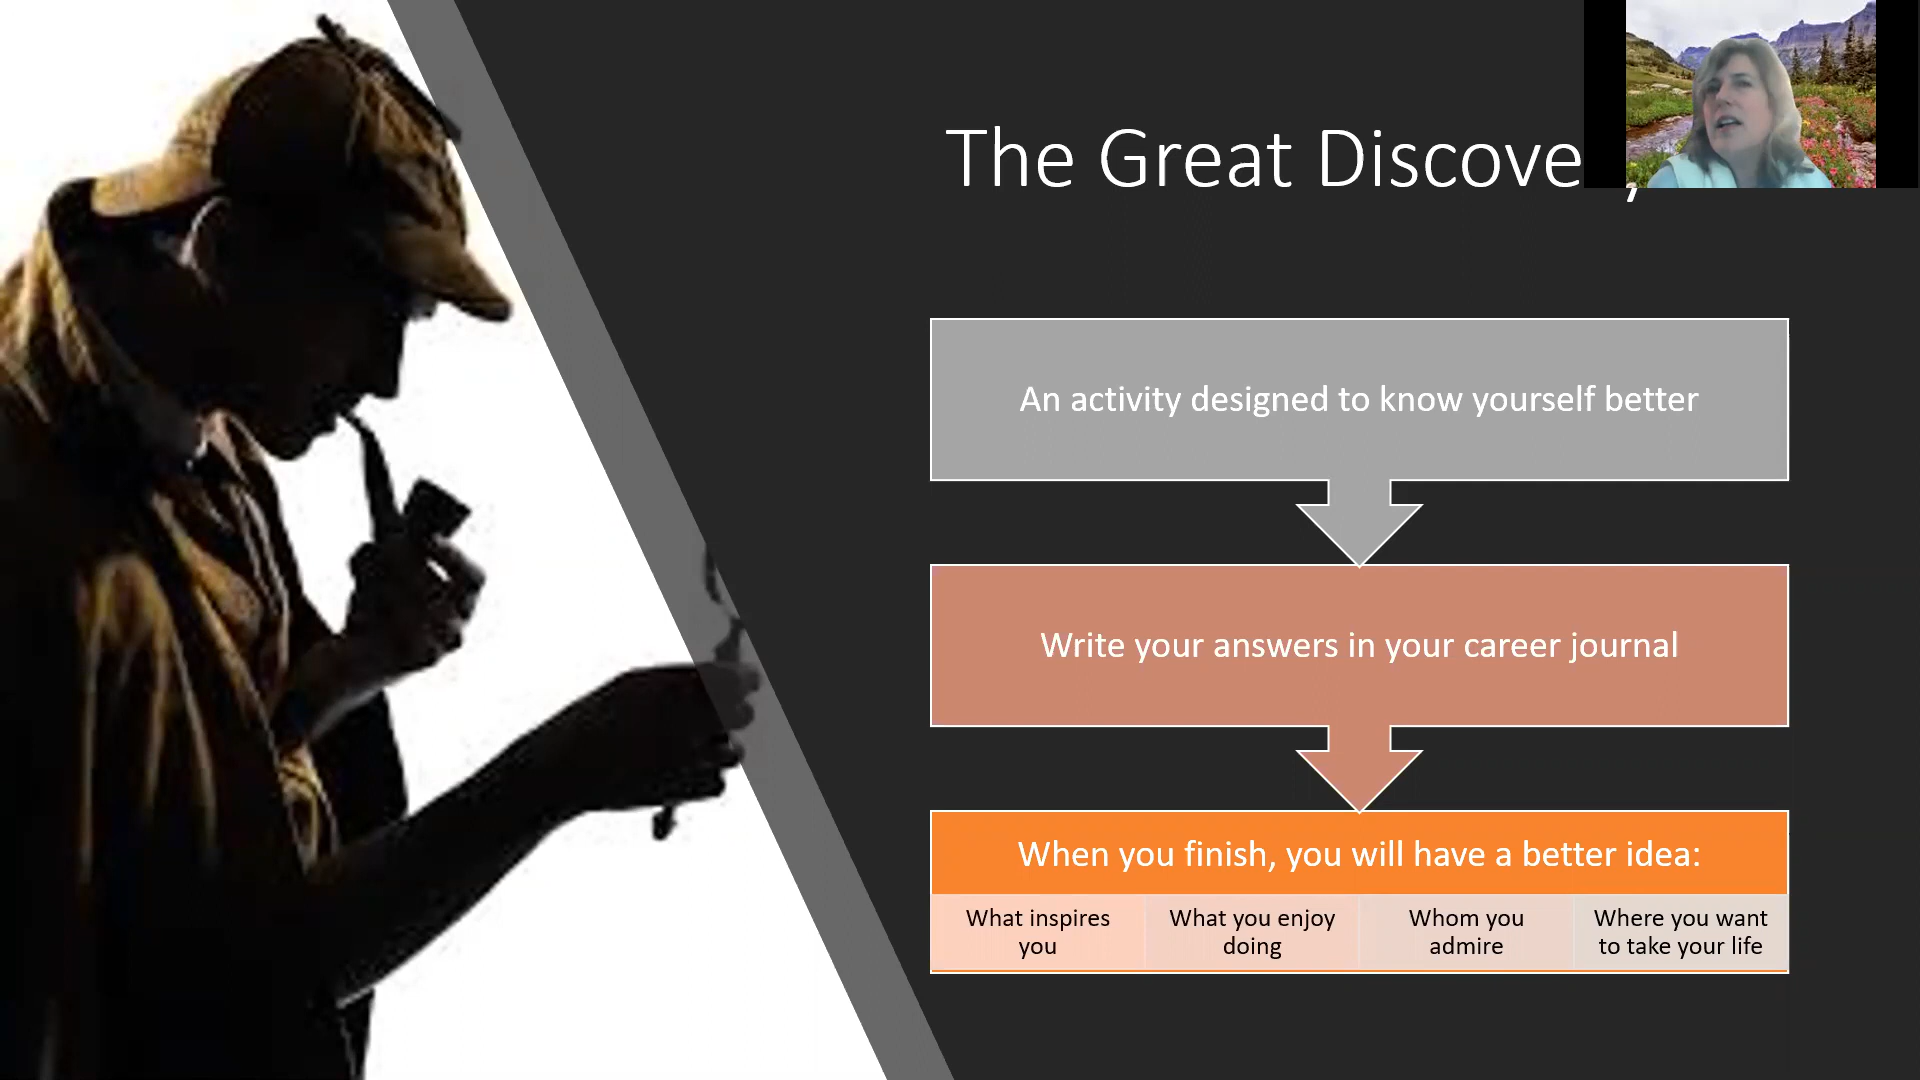 The Great Discove
An activity designed to know yourself better
Write your answers in your career journal
When you finish, you will have a better idea:
What inspires
you
What you enjoy
doing
Whom you
admire
Where you want
to take your life